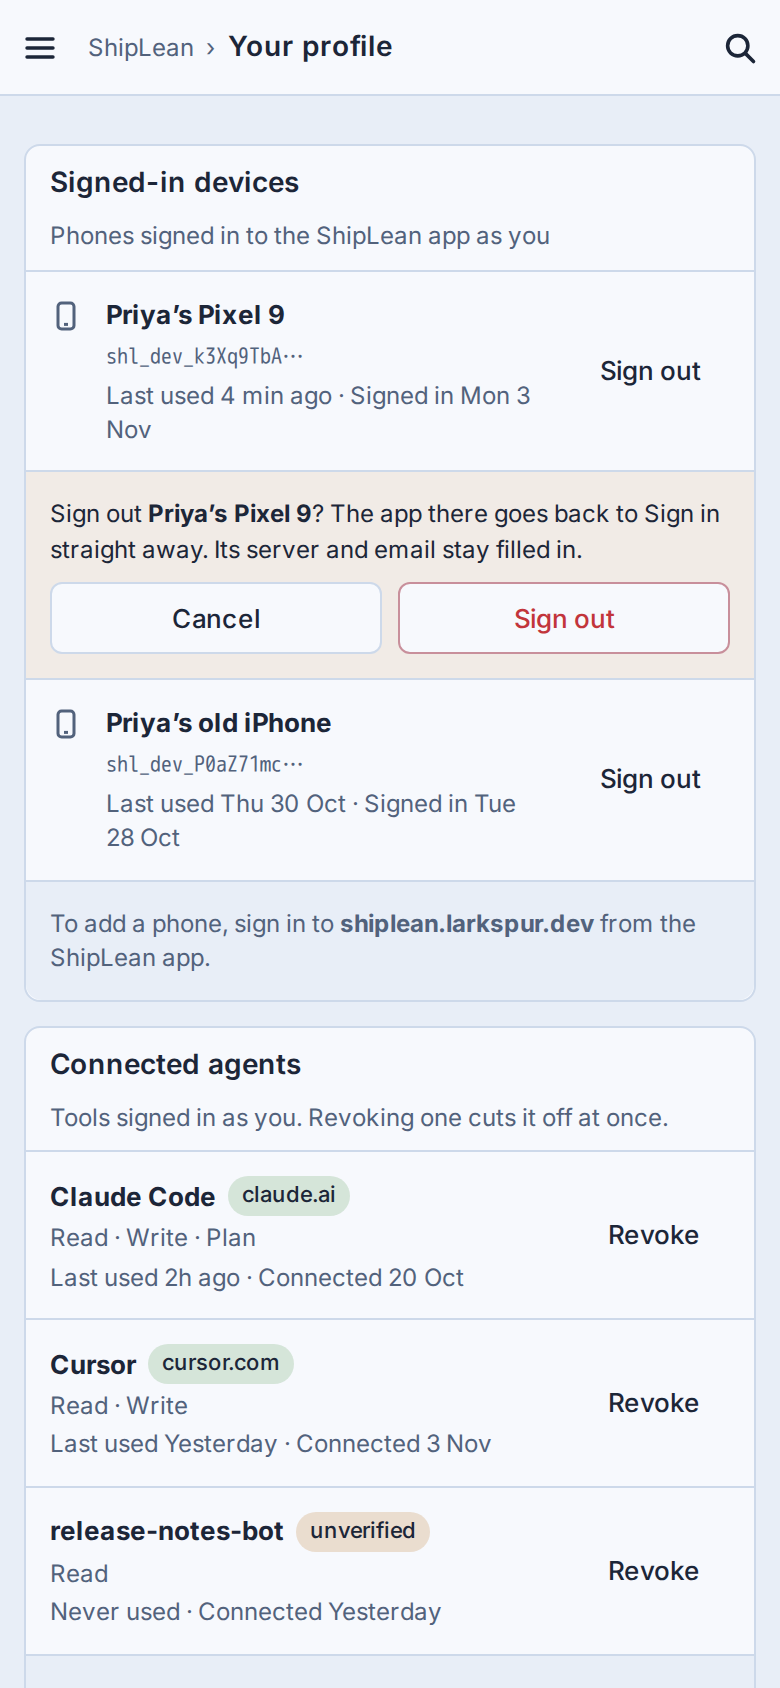 ShipLean › Your profile
Signed-in devices
Phones signed in to the ShipLean app as you
Priya’s Pixel 9
shl_dev_k3Xq9TbA⋯
Last used 4 min ago · Signed in Mon 3
Nov
Sign out
Sign out Priya’s Pixel 9? The app there goes back to Sign in
straight away. Its server and email stay filled in.
Cancel
Sign out
Priya’s old iPhone
shl_dev_P0aZ71mc⋯
Last used Thu 30 Oct · Signed in Tue
28 Oct
Sign out
To add a phone, sign in to shiplean.larkspur.dev from the
ShipLean app.
Connected agents
Tools signed in as you. Revoking one cuts it off at once.
Claude Code claude.ai
Read · Write · Plan
Last used 2h ago · Connected 20 Oct
Revoke
Cursor cursor.com
Read · Write
Last used Yesterday · Connected 3 Nov
Revoke
release-notes-bot unverified
Read
Never used · Connected Yesterday
Revoke